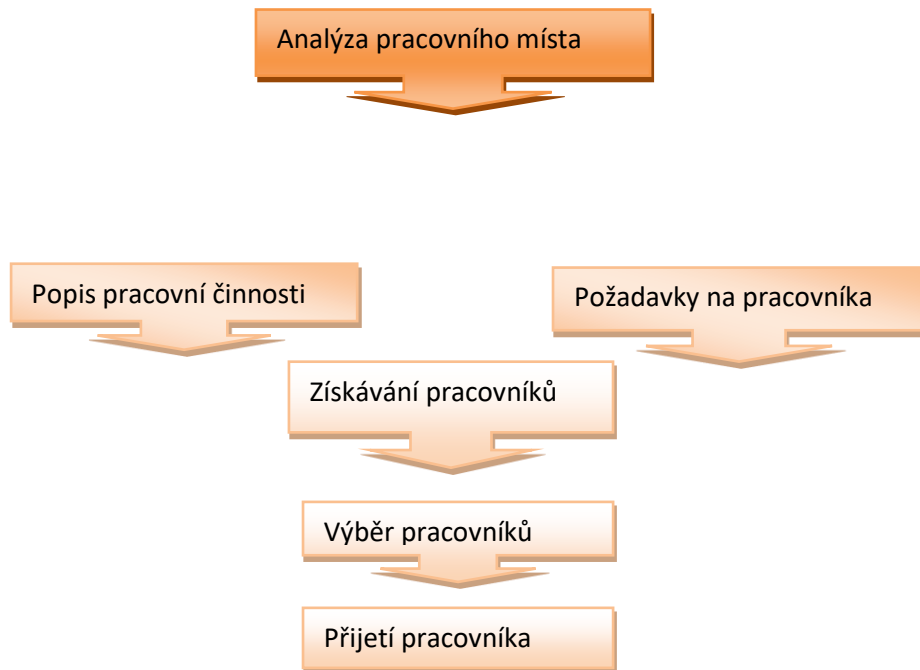 Analýza pracovního místa
Popis pracovní činnosti
Požadavky na pracovníka
Získávání pracovníků
Výběr pracovníků
Přijetí pracovníka